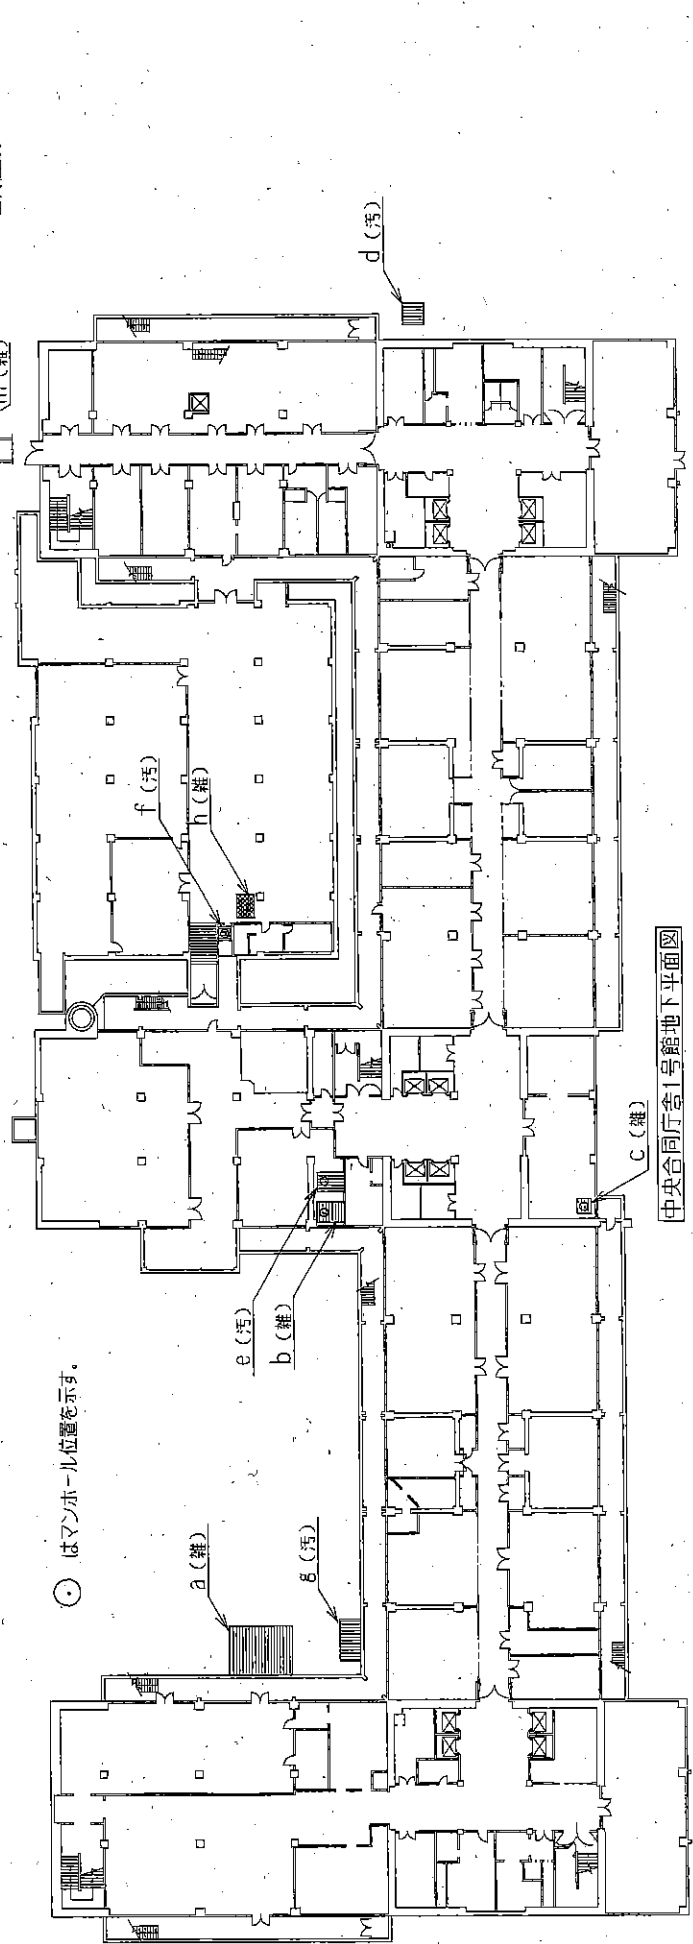 d（汚）
f（汚）
h（雑）
c（雑）
中央合同庁舎1号館地下平面図
e（汚）
b（雑）
はマンホール位置を示す。
a（雑）
g（汚）